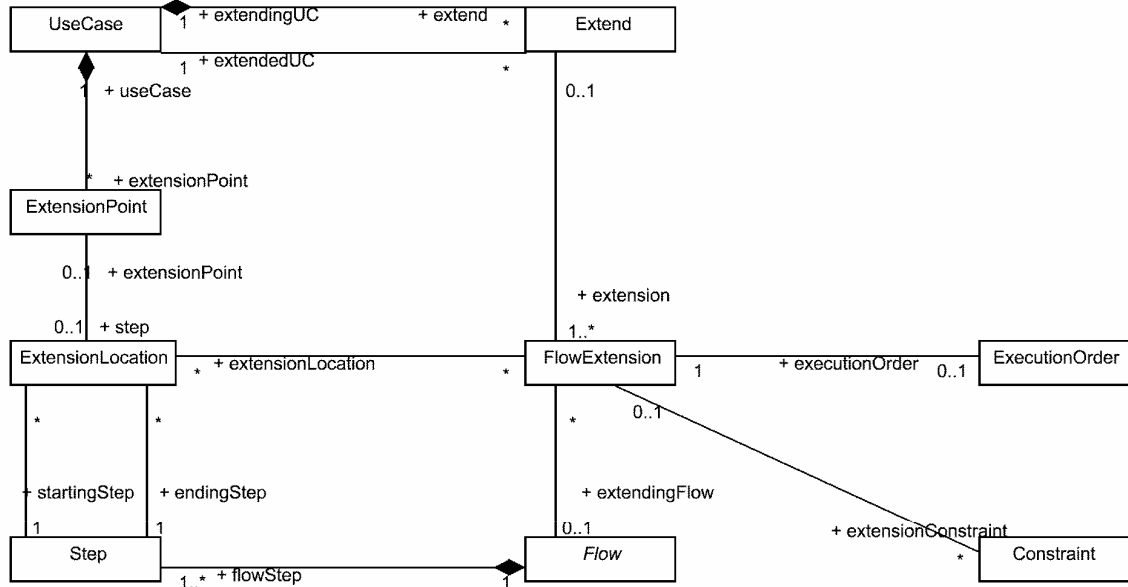 UseCase
1
+ extendingUC
+ extend
*
Extend
1
+ extendedUC
*
1
+ useCase
0..1
*
+ extensionPoint
ExtensionPoint
0..1
+ extensionPoint
+ extension
0..1
+ step
1..*
ExtensionLocation
*
+ extensionLocation
*
FlowExtension
1
+ executionOrder
0..1
ExecutionOrder
0..1
*
*
*
+ startingStep
+ endingStep
+ extendingFlow
1
1
0..1
+ extensionConstraint
*
Step
1..*
+ flowStep
1
Flow
Constraint